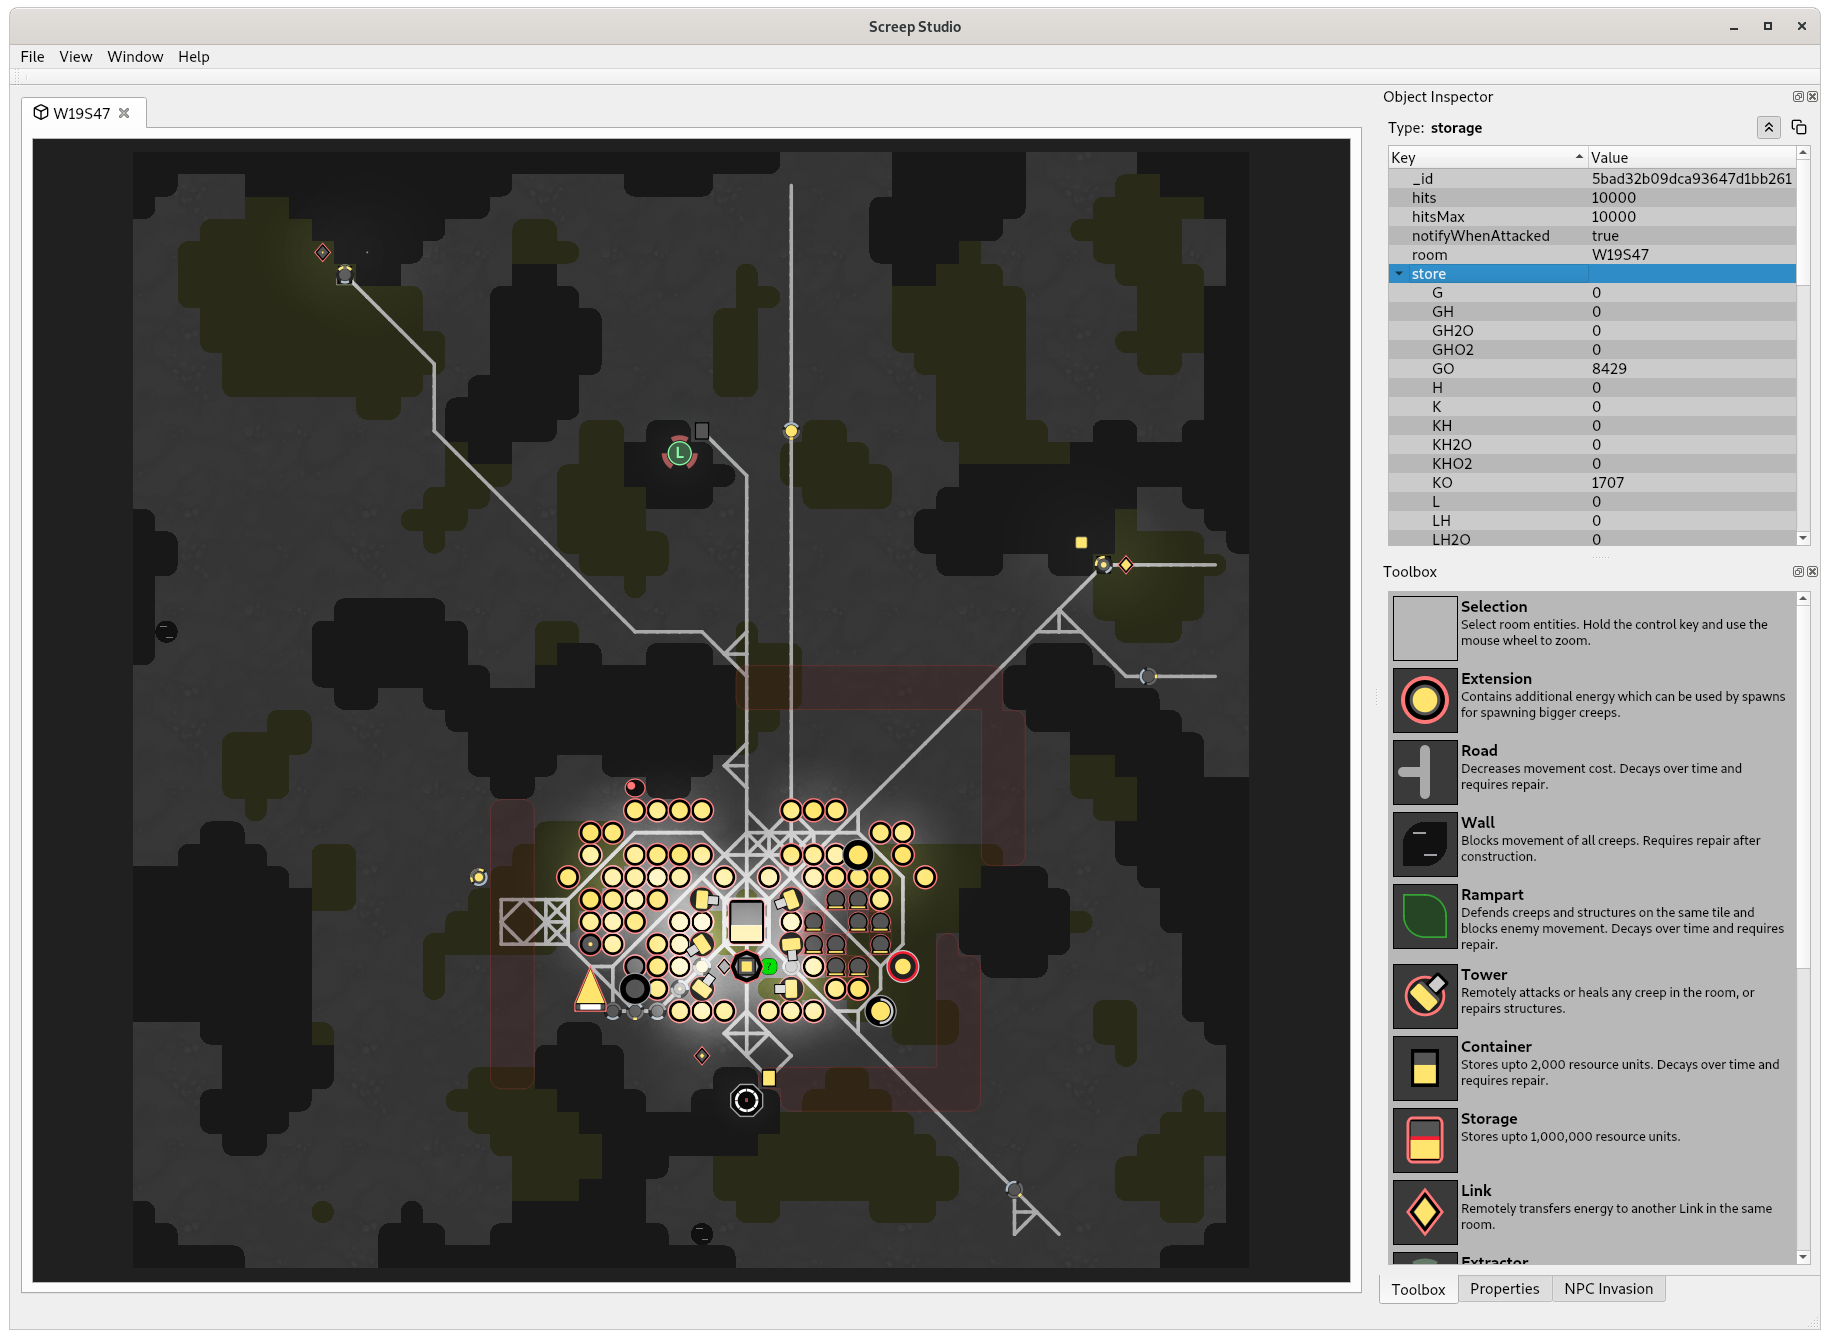 Screep Studio
File View Window Help
W19S47
L
Object Inspector
Type: storage
Key Value
_id 5bad32b09dca93647d1bb261
hits 10000
hitsMax 10000
notifyWhenAttacked true
room W19S47
store
G 0
GH 0
GH2O 0
GHO2 0
GO 8429
H 0
K 0
KH 0
KH2O 0
KHO2 0
KO 1707
L 0
LH 0
LH2O 0
Toolbox
Selection
Select room entities. Hold the control key and use the
mouse wheel to zoom.
Extension
Contains additional energy which can be used by spawns
for spawning bigger creeps.
Road
Decreases movement cost. Decays over time and
requires repair.
Wall
Blocks movement of all creeps. Requires repair after
construction.
Rampart
Defends creeps and structures on the same tile and
blocks enemy movement. Decays over time and requires
repair.
Tower
Remotely attacks or heals any creep in the room, or
repairs structures.
Container
Stores upto 2,000 resource units. Decays over time and
requires repair.
Storage
Stores upto 1,000,000 resource units.
Link
Remotely transfers energy to another Link in the same
room.
Extractor
Toolbox Properties NPC Invasion